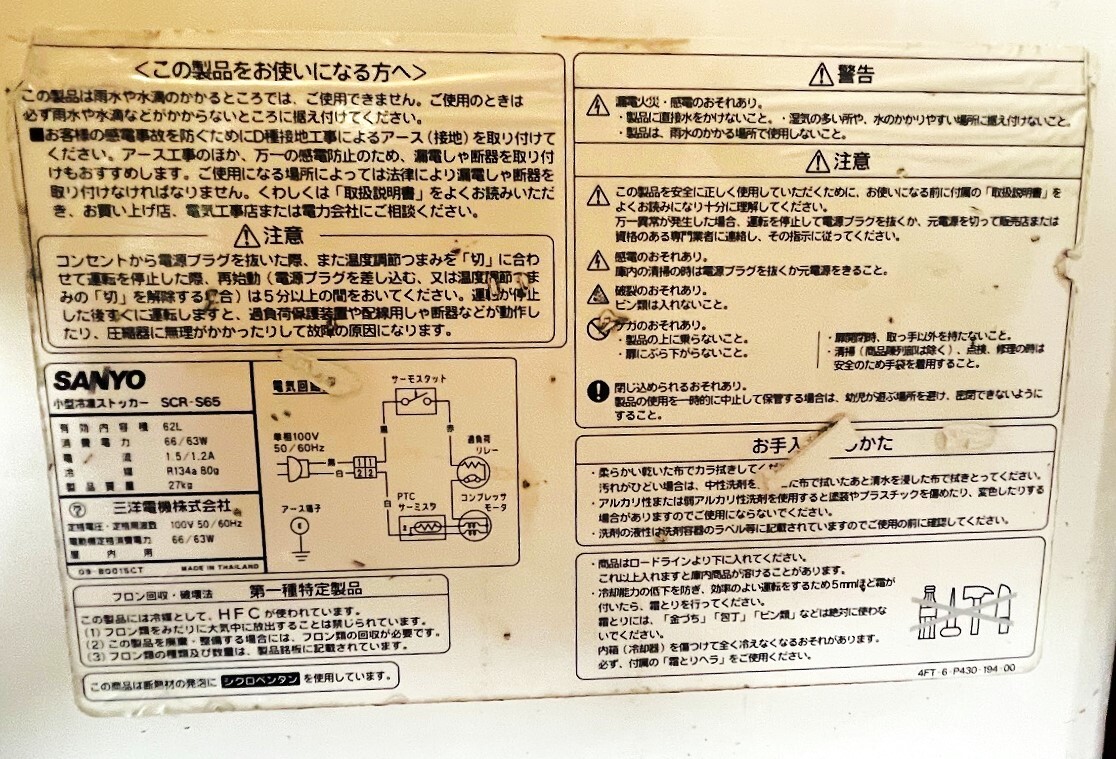 ＜この製品をお使いになる方へ＞
この製品は雨水や水滴のかかるところでは、ご使用できません。ご使用のときは
必ず雨水や水滴などがかからないところに据え付けてください。
■お客様の感電事故を防ぐためにD種接地工事によるアース（接地）を取り付けて
ください。アース工事のほか、万一の感電防止のため、漏電しゃ断器を取り付
けもおすすめします。ご使用になる場所によっては法律により漏電しゃ断器を
取り付けなければなりません。くわしくは「取扱説明書」をよくお読みいただ
き、お買い上げ店、電気工事店または電力会社にご相談ください。
⚠注意
コンセントから電源プラグを抜いた際、また温度調節つまみを「切」に合わ
せて運転を停止した際、再始動（電源プラグを差し込む、又は温度調節つま
みの「切」を解除する場合）は5分以上の間をおいてください。運転が停止
した後すぐに運転しますと、過負荷保護装置や配線用しゃ断器などが動作し
たり、圧縮器に無理がかかったりして故障の原因になります。
SANYO
小型冷凍ストッカー SCR-S65
有効内容積 62L
消費電力 66/63W
電流 1.5/1.2A
冷媒 R134a 80g
製品質量 27kg
三洋電機株式会社
定格電圧・定格周波数 100V 50/60Hz
電動機定格消費電力 66/63W
屋内用
09-80015CT MADE IN THAILAND
電気回
サーモスタット
単相100V
50/60Hz
黒
白
黒
赤
過負荷
リレー
1 1
2 2
白
PTC
サーミスタ
コンプレッサ
モータ
アース端子
フロン回収・破壊法 第一種特定製品
この製品には冷媒として、HFCが使われています。
(1) フロン類をみだりに大気中に放出することは禁じられています。
(2) この製品を廃棄・整備する場合には、フロン類の回収が必要です。
(3) フロン類の種類及び数量は、製品銘板に記載されています。
この商品は断熱材の発泡に シクロペンタン を使用しています。
⚠警告
漏電火災・感電のおそれあり。
・製品に直接水をかけないこと。・湿気の多い所や、水のかかりやすい場所に据え付けないこと。
・製品は、雨水のかかる場所で使用しないこと。
⚠注意
この製品を安全に正しく使用していただくために、お使いになる前に付属の「取扱説明書」を
よくお読みになり十分に理解してください。
万一異常が発生した場合、運転を停止して電源プラグを抜くか、元電源を切って販売店または
資格のある専門業者に連絡し、その指示に従ってください。
感電のおそれあり。
庫内の清掃の時は電源プラグを抜くか元電源をきること。
破裂のおそれあり。
ビン類は入れないこと。
ケガのおそれあり。
・製品の上に乗らないこと。
・扉にぶら下がらないこと。
・扉開閉時、取っ手以外を持たないこと。
・清掃（商品陳列部は除く）、点検、修理の時は
安全のため手袋を着用すること。
閉じ込められるおそれあり。
製品の使用を一時的に中止して保管する場合は、幼児が遊ぶ場所を避け、密閉できないように
すること。
お手入 しかた
・柔らかい乾いた布でカラ拭きして
汚れがひどい場合は、中性洗剤を に布で拭いたあと清水を浸した布で拭きとってください。
・アルカリ性または弱アルカリ性洗剤を使用すると塗装やプラスチックを傷めたり、変色したりする
場合がありますのでご使用にならないでください。
・洗剤の液性は洗剤容器のラベル等に記載されていますのでご使用の前に確認してください。
・商品はロードラインより下に入れてください。
これ以上入れますと庫内商品が溶けることがあります。
・冷却能力の低下を防ぎ、効率のよい運転をするため5mmほど霜が
付いたら、霜とりを行ってください。
霜とりには、「金づち」「包丁」「ビン類」などは絶対に使わな
いでください。
内箱（冷却器）を傷つけて全く冷えなくなるおそれがあります。
必ず、付属の「霜とりヘラ」をご使用ください。
4FT-6-P430-194-00